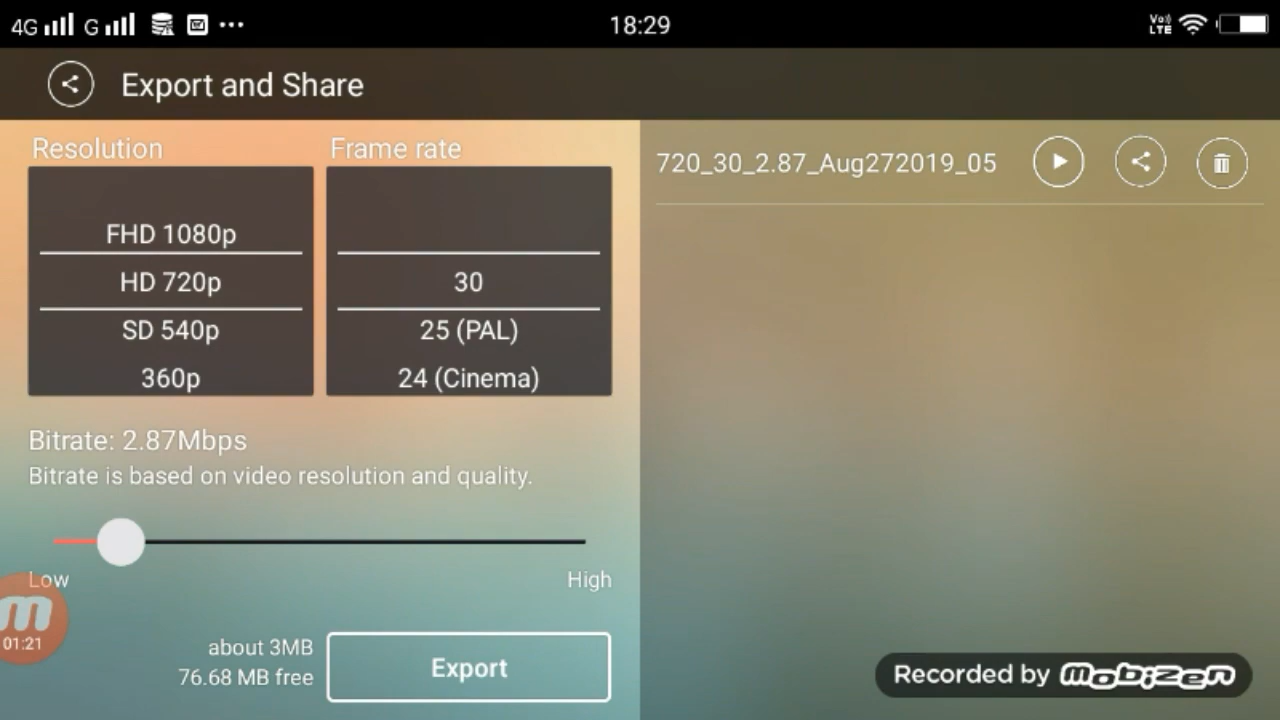 4G G 18:29 Vo)) LTE
Export and Share
Resolution
FHD 1080p
HD 720p
SD 540p
360p
Frame rate
30
25 (PAL)
24 (Cinema)
Bitrate: 2.87Mbps
Bitrate is based on video resolution and quality.
Low High
m
01:21
about 3MB
76.68 MB free
Export
720_30_2.87_Aug272019_05
Recorded by mobizen